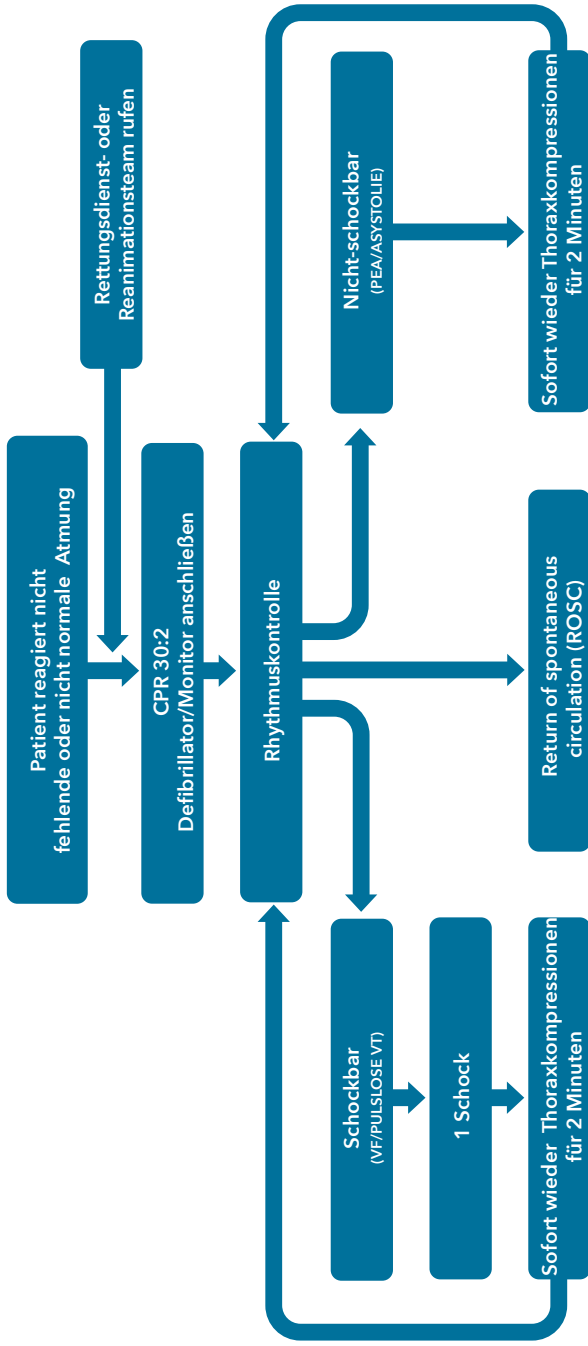 Patient reagiert nicht
fehlende oder nicht normale Atmung
Rettungsdienst- oder
Reanimationsteam rufen
CPR 30:2
Defibrillator/Monitor anschließen
Rhythmuskontrolle
Schockbar
(VF/PULSLOSE VT)
Nicht-schockbar
(PEA/ASYSTOLIE)
1 Schock
Sofort wieder Thoraxkompressionen
für 2 Minuten
Return of spontaneous
circulation (ROSC)
Sofort wieder Thoraxkompressionen
für 2 Minuten